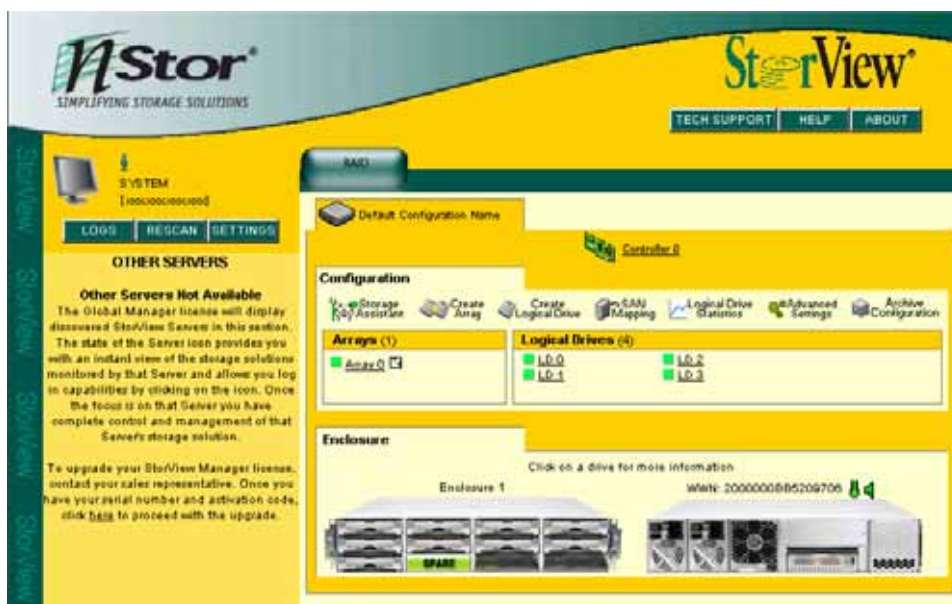 nStor®
SIMPLIFYING STORAGE SOLUTIONS
StorView®
TECH SUPPORT
HELP
ABOUT
StorView
StorView
StorView
StorView
SYSTEM
LOGS
RESCAN
SETTINGS
OTHER SERVERS
Other Servers Not Available
The Global Manager license will display
discovered StorView Servers in this section.
The state of the Server icon provides you
with an instant view of the storage solutions
monitored by that Server and allows you log
in capabilities by clicking on the icon. Once
the focus is on that Server you have
complete control and management of that
Server's storage solution.
To upgrade your StorView Manager license,
contact your sales representative. Once you
have your serial number and activation code,
click here to proceed with the upgrade.
RAID
Default Configuration Name
Controller 0
Configuration
Storage
Assistant
Create
Array
Create
Logical Drive
SAN
Mapping
Logical Drive
Statistics
Advanced
Settings
Archive
Configuration
Arrays (1)
Array 0
Logical Drives (4)
LD 0
LD 2
LD 1
LD 3
Enclosure
Click on a drive for more information
Enclosure 1
WWN: 2000000BB5209706
SPARE